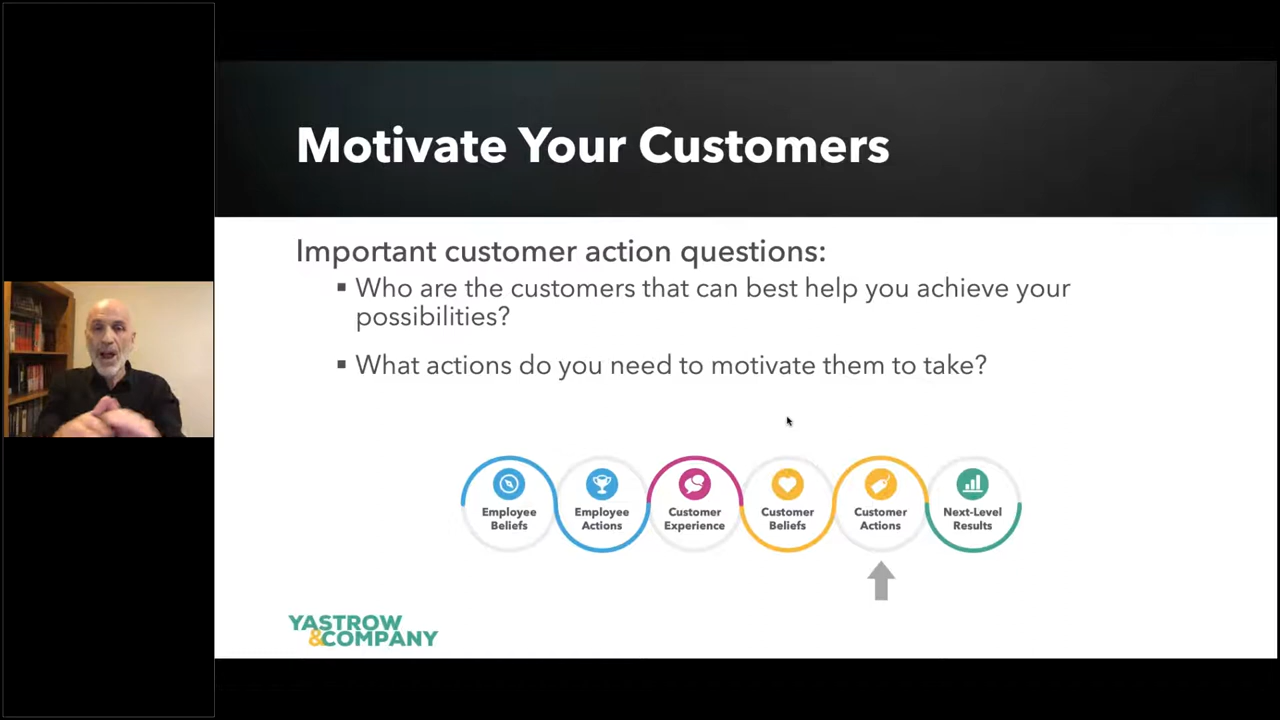 Motivate Your Customers
Important customer action questions:
▪ Who are the customers that can best help you achieve your
possibilities?
▪ What actions do you need to motivate them to take?
Employee
Beliefs
Employee
Actions
Customer
Experience
Customer
Beliefs
Customer
Actions
Next-Level
Results
YASTROW
&COMPANY